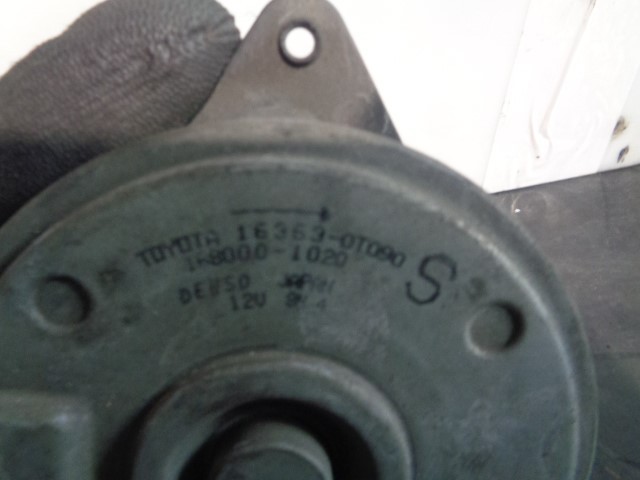 TOYOTA 16363-0T090
168000-1020
DENSO JAPAN
12V
S